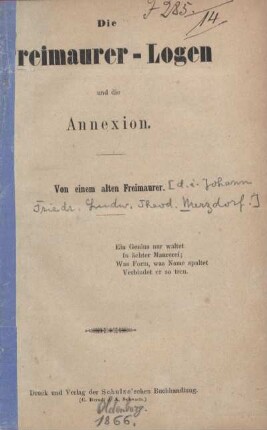 J 285.
/14
Die
reimaurer-Logen
und die
Annexion.
Von einem alten Freimaurer. [d. i. Johann
Friedr. Ludw. Theod. Merzdorf.]
Ein Genius nur waltet
In ächter Maurerei;
Was Form, was Name spaltet
Verbindet er so treu.
Druck und Verlag der Schulze'schen Buchhandlung.
Oldenburg.
1866.